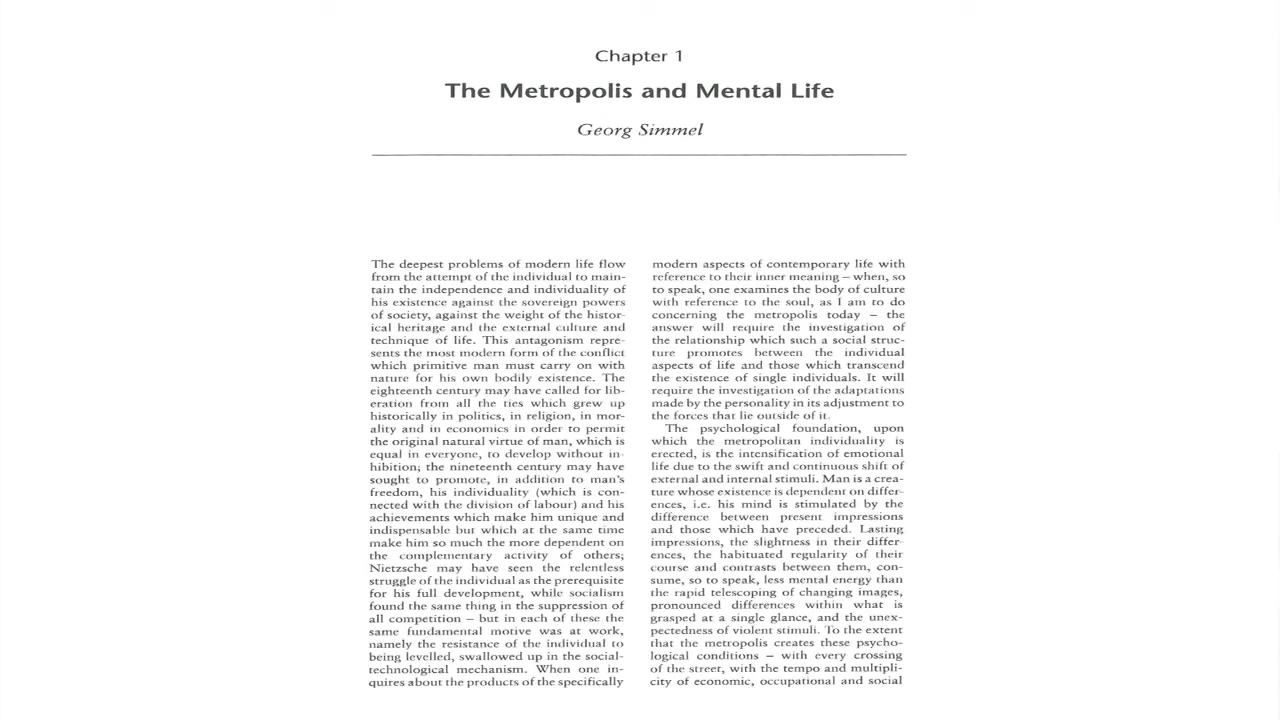 Chapter 1
The Metropolis and Mental Life
Georg Simmel
The deepest problems of modern life flow
from the attempt of the individual to main-
tain the independence and individuality of
his existence against the sovereign powers
of society, against the weight of the histor-
ical heritage and the external culture and
technique of life. This antagonism repre-
sents the most modern form of the conflict
which primitive man must carry on with
nature for his own bodily existence. The
eighteenth century may have called for lib-
eration from all the ties which grew up
historically in politics, in religion, in mor-
ality and in economics in order to permit
the original natural virtue of man, which is
equal in everyone, to develop without in-
hibition; the nineteenth century may have
sought to promote, in addition to man's
freedom, his individuality (which is con-
nected with the division of labour) and his
achievements which make him unique and
indispensable but which at the same time
make him so much the more dependent on
the complementary activity of others;
Nietzsche may have seen the relentless
struggle of the individual as the prerequisite
for his full development, while socialism
found the same thing in the suppression of
all competition – but in each of these the
same fundamental motive was at work,
namely the resistance of the individual to
being levelled, swallowed up in the social-
technological mechanism. When one in-
quires about the products of the specifically
modern aspects of contemporary life with
reference to their inner meaning – when, so
to speak, one examines the body of culture
with reference to the soul, as I am to do
concerning the metropolis today – the
answer will require the investigation of
the relationship which such a social struc-
ture promotes between the individual
aspects of life and those which transcend
the existence of single individuals. It will
require the investigation of the adaptations
made by the personality in its adjustment to
the forces that lie outside of it.
The psychological foundation, upon
which the metropolitan individuality is
erected, is the intensification of emotional
life due to the swift and continuous shift of
external and internal stimuli. Man is a crea-
ture whose existence is dependent on differ-
ences, i.e. his mind is stimulated by the
difference between present impressions
and those which have preceded. Lasting
impressions, the slightness in their differ-
ences, the habituated regularity of their
course and contrasts between them, con-
sume, so to speak, less mental energy than
the rapid telescoping of changing images,
pronounced differences within what is
grasped at a single glance, and the unex-
pectedness of violent stimuli. To the extent
that the metropolis creates these psycho-
logical conditions – with every crossing
of the street, with the tempo and multipli-
city of economic, occupational and social